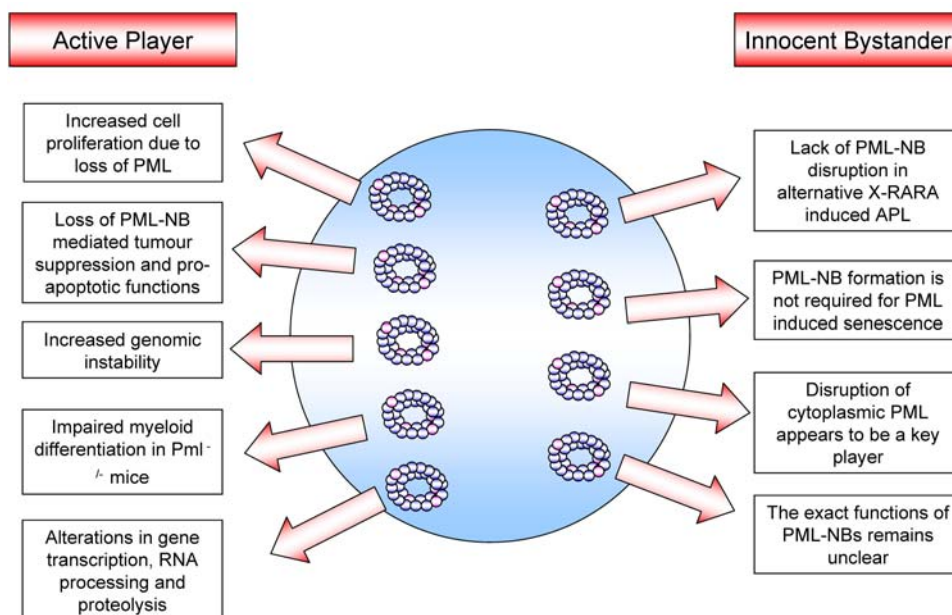 Active Player
Increased cell
proliferation due to
loss of PML
Loss of PML-NB
mediated tumour
suppression and pro-
apoptotic functions
Increased genomic
instability
Impaired myeloid
differentiation in Pml -
/- mice
Alterations in gene
transcription, RNA
processing and
proteolysis
Innocent Bystander
Lack of PML-NB
disruption in
alternative X-RARA
induced APL
PML-NB formation is
not required for PML
induced senescence
Disruption of
cytoplasmic PML
appears to be a key
player
The exact functions of
PML-NBs remains
unclear